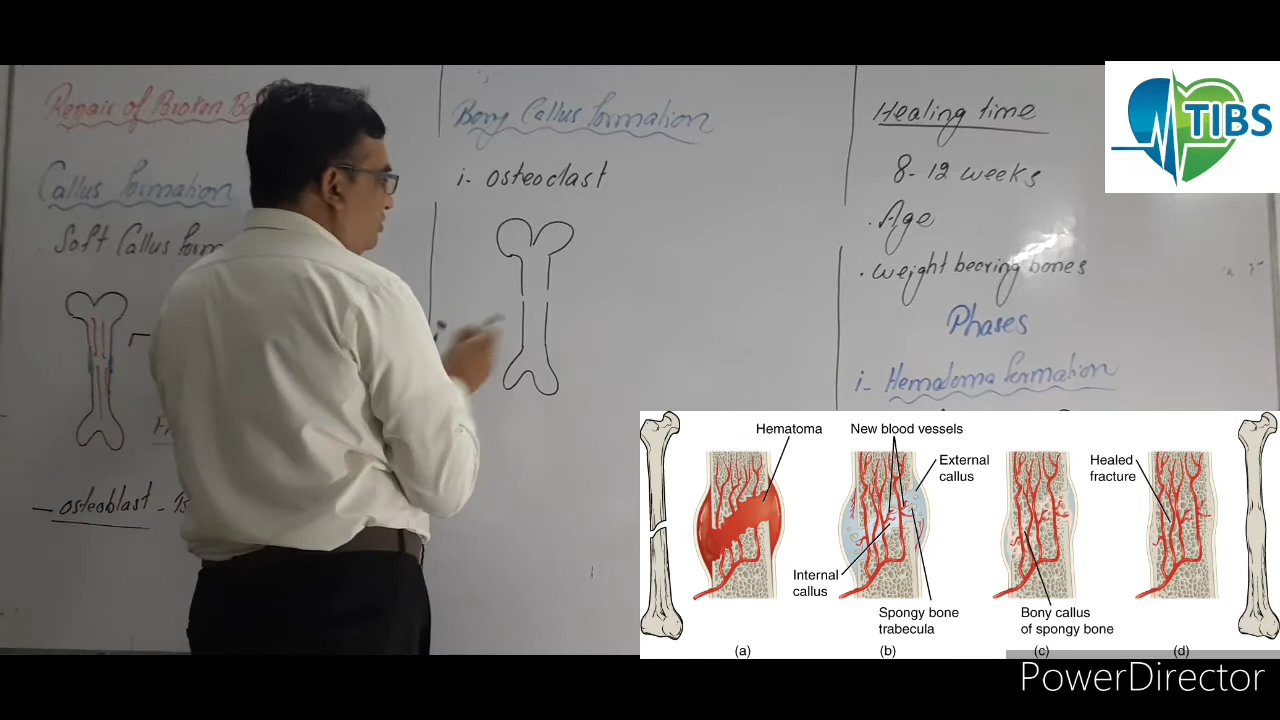 Repair of Broken
Callus formation
Soft Callus
osteoblast -
Bony Callus formation
i- osteoclast
Healing time
8-12 weeks
. Age
. weight bearing bones
Phases
i- Hematoma formation
TIBS
Hematoma
New blood vessels
External
callus
Internal
callus
Spongy bone
trabecula
Bony callus
of spongy bone
Healed
fracture
(a)
(b)
(c)
(d)
PowerDirector